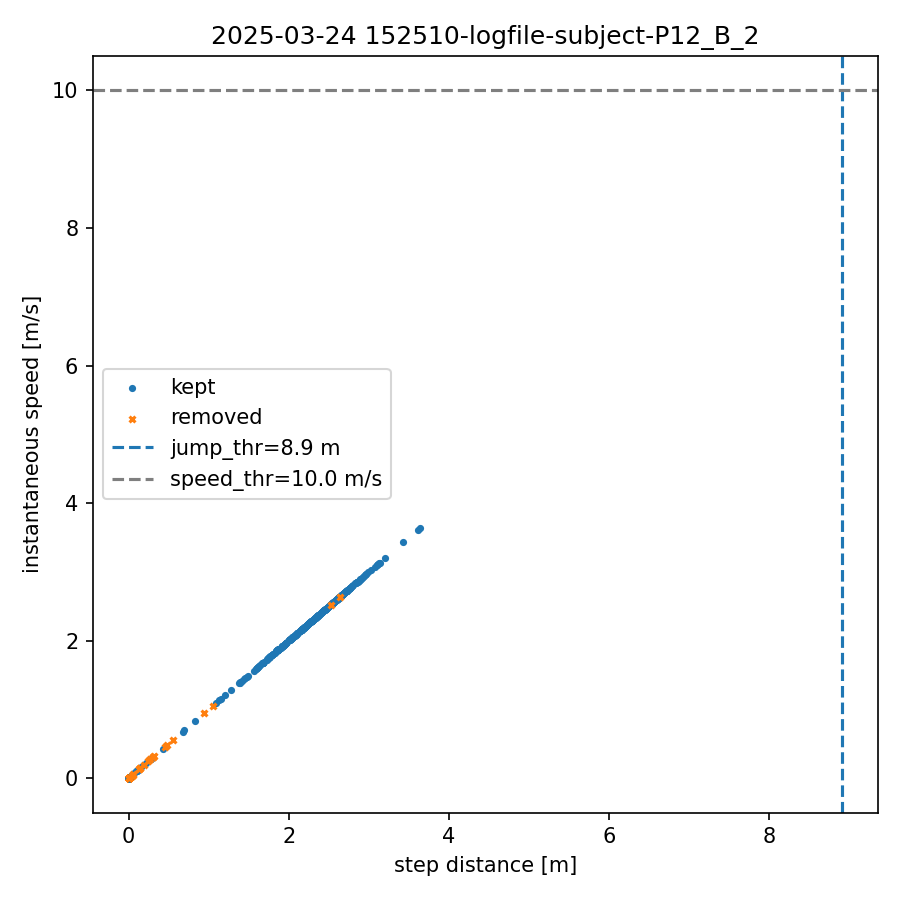 2025-03-24 152510-logfile-subject-P12_B_2
instantaneous speed [m/s]
10
8
6
4
2
0
kept
removed
jump_thr=8.9 m
speed_thr=10.0 m/s
0 2 4 6 8
step distance [m]